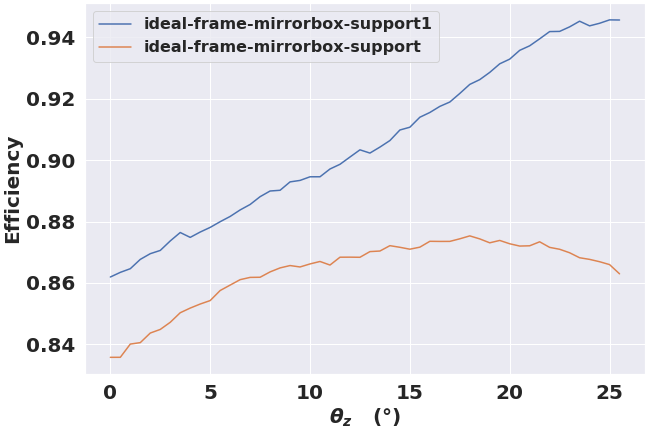 ideal-frame-mirrorbox-support1
ideal-frame-mirrorbox-support
Efficiency
0.94
0.92
0.90
0.88
0.86
0.84
0 5 10 15 20 25
θz (°)